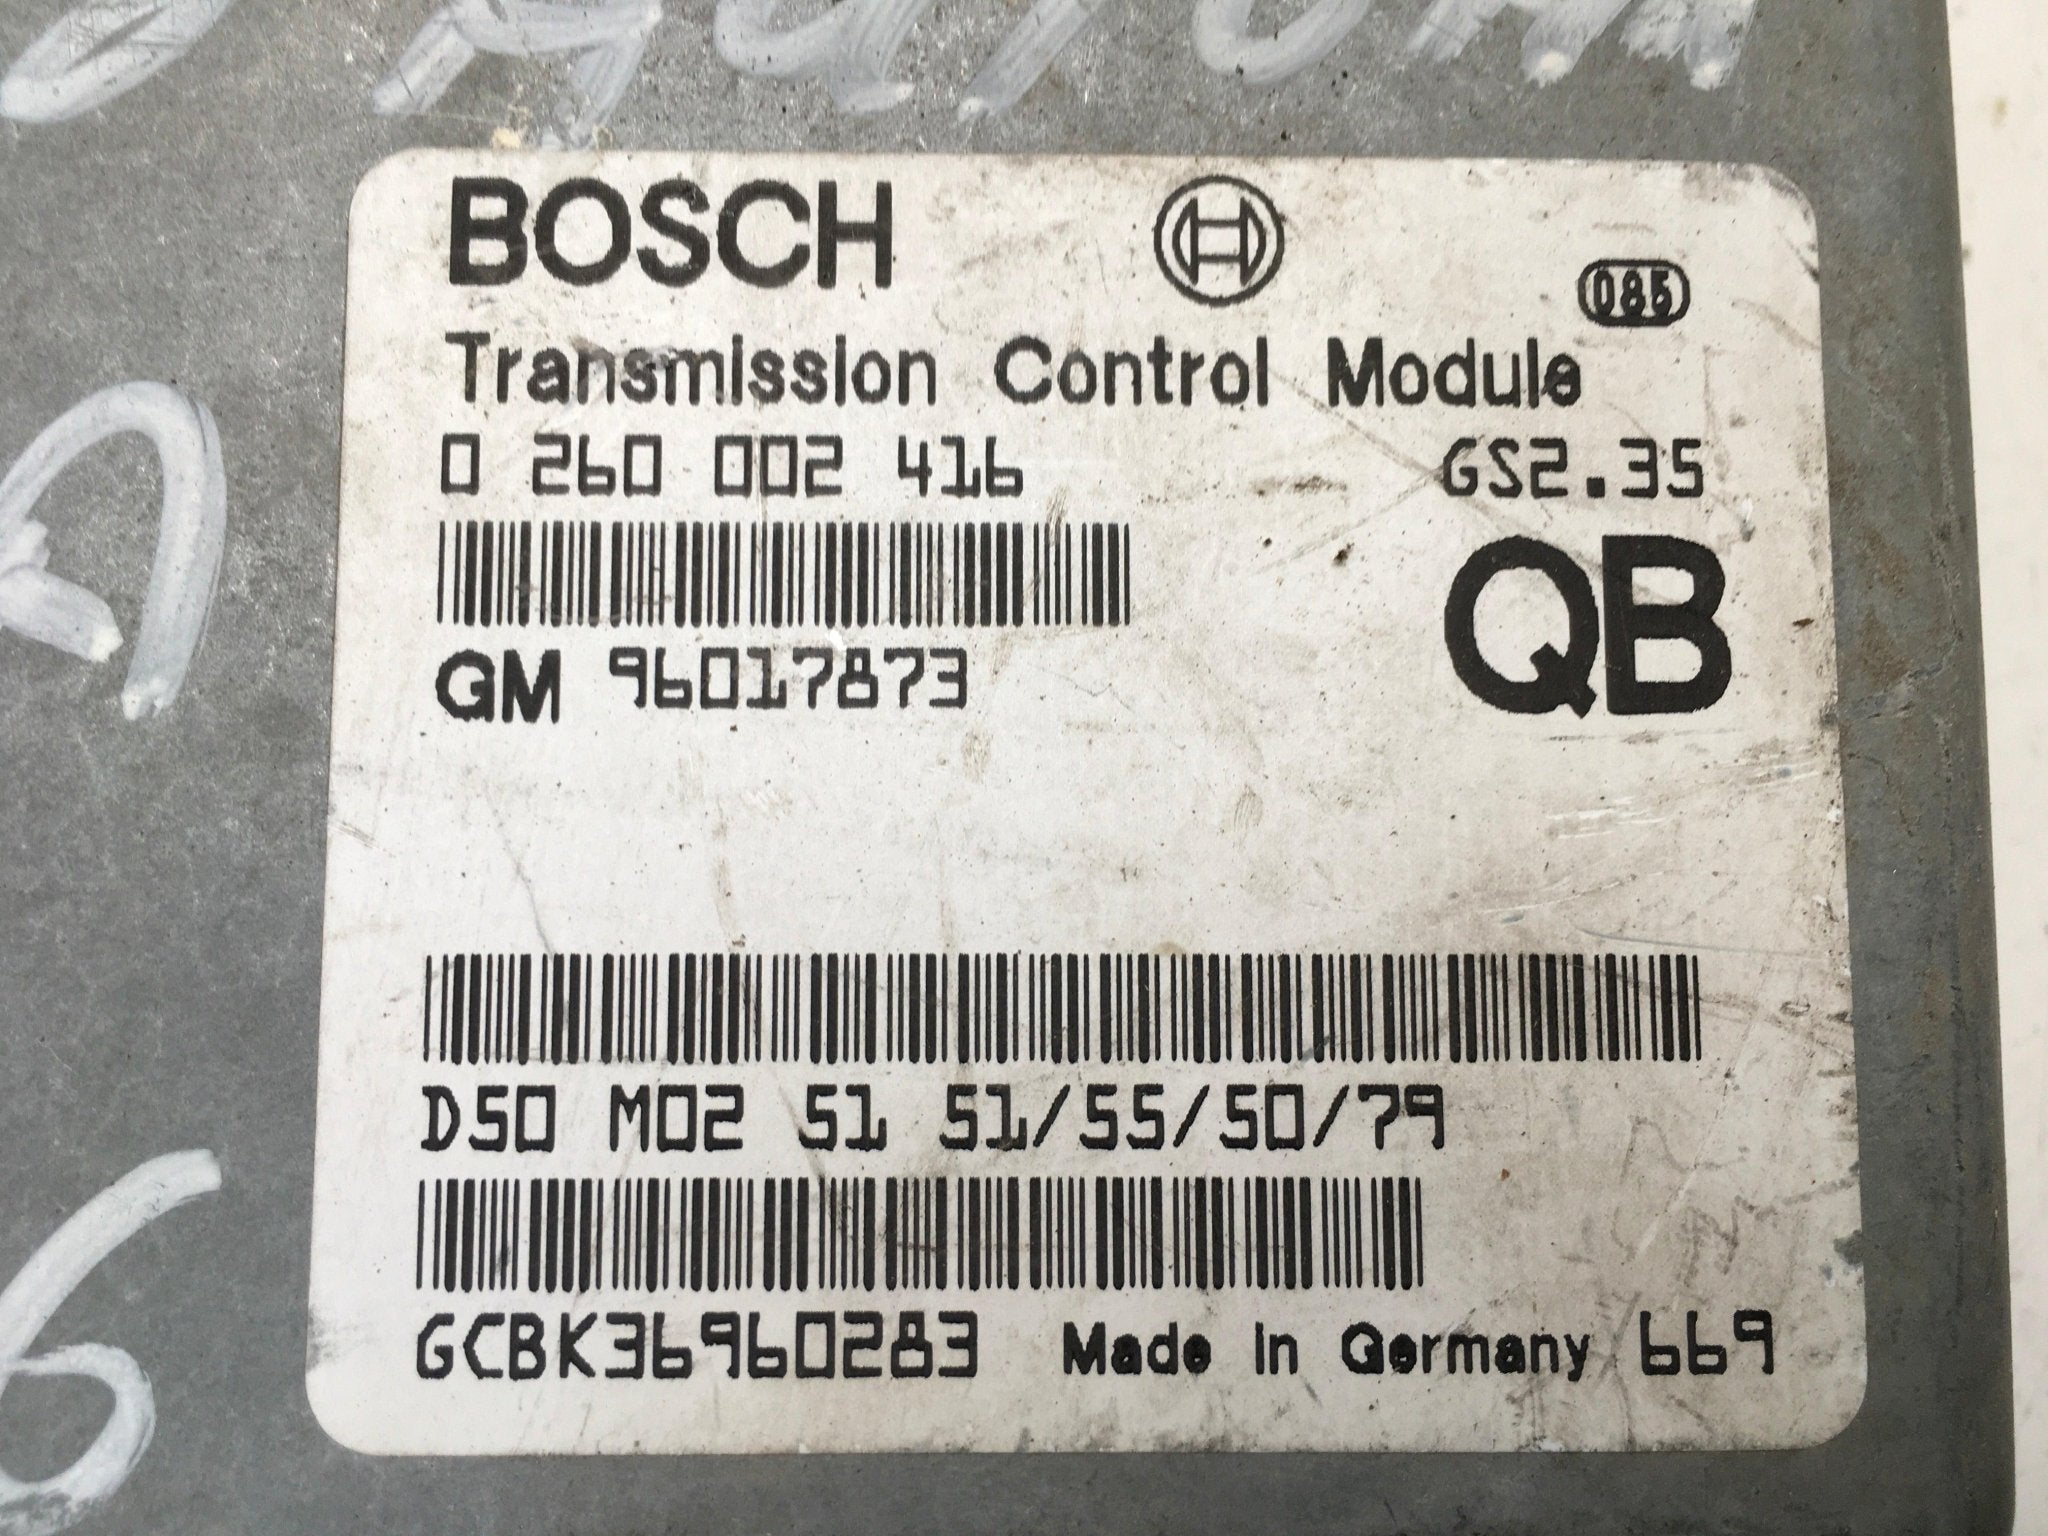 BOSCH
085
Transmission Control Module
0 260 002 416 GS2.35
QB
GM 96017873
D50 M02 51 51/55/50/79
GCBK36960283 Made in Germany 669
6